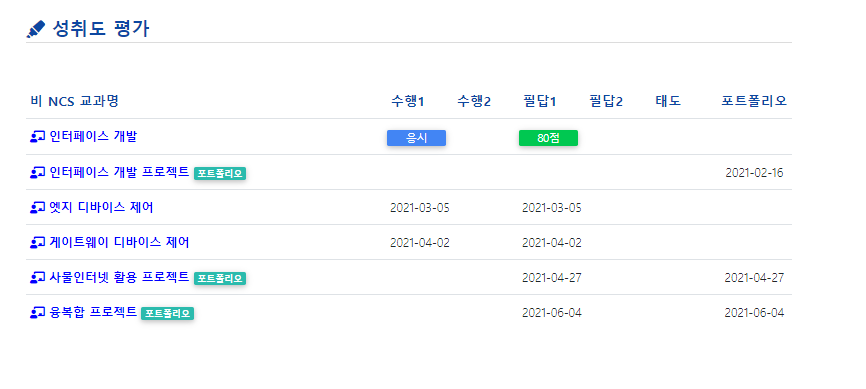 성취도 평가
비 NCS 교과명 수행1 수행2 필답1 필답2 태도 포트폴리오
인터페이스 개발 응시 80점
인터페이스 개발 프로젝트 포트폴리오 2021-02-16
엣지 디바이스 제어 2021-03-05 2021-03-05
게이트웨이 디바이스 제어 2021-04-02 2021-04-02
사물인터넷 활용 프로젝트 포트폴리오 2021-04-27 2021-04-27
융복합 프로젝트 포트폴리오 2021-06-04 2021-06-04